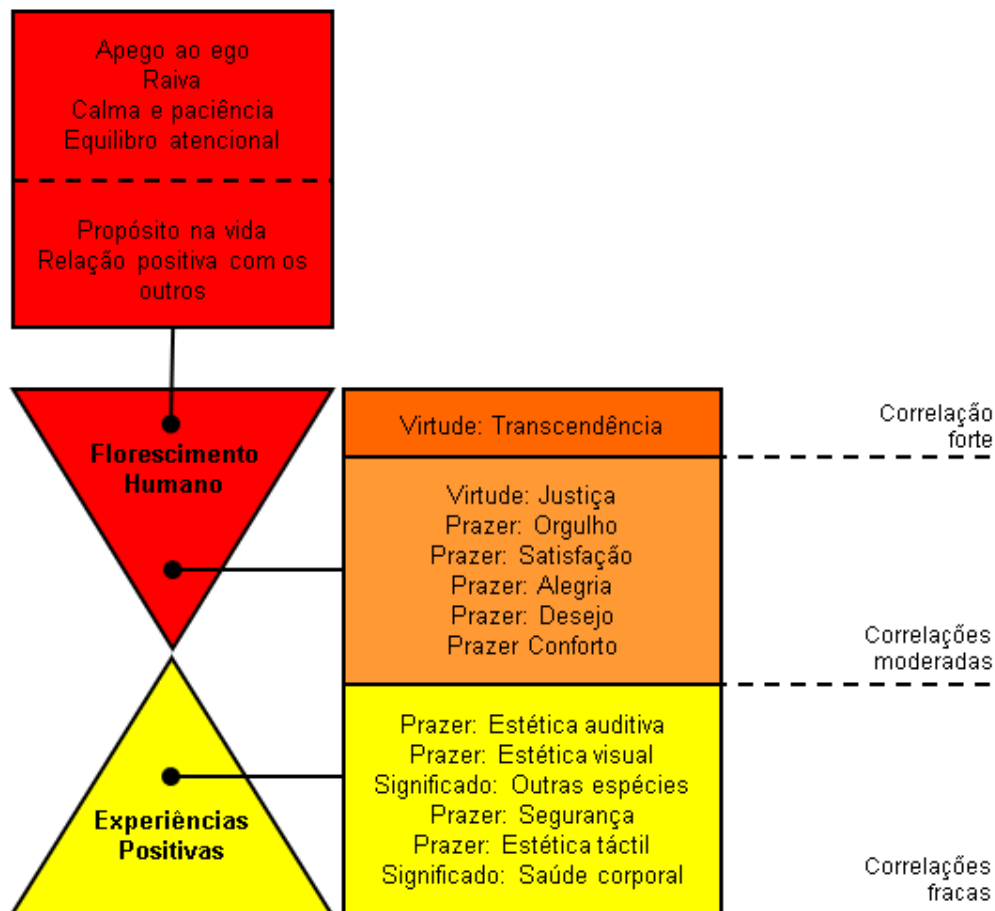 Apego ao ego
Raiva
Calma e paciência
Equilibro atencional
Propósito na vida
Relação positiva com os
outros
Florescimento
Humano
Virtude: Transcendência
Correlação
forte
Virtude: Justiça
Prazer: Orgulho
Prazer: Satisfação
Prazer: Alegria
Prazer: Desejo
Prazer Conforto
Correlações
moderadas
Experiências
Positivas
Prazer: Estética auditiva
Prazer: Estética visual
Significado: Outras espécies
Prazer: Segurança
Prazer: Estética táctil
Significado: Saúde corporal
Correlações
fracas